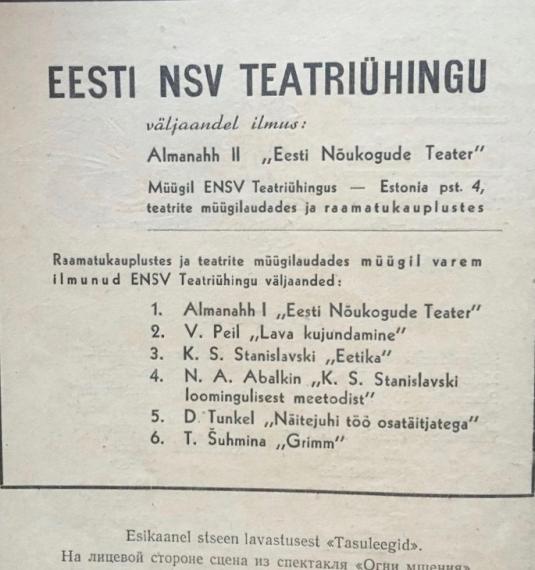 EESTI NSV TEATRIÜHINGU
väljaandel ilmus:
Almanahh II „Eesti Nõukogude Teater”
Müügil ENSV Teatriühingus — Estonia pst. 4,
teatrite müügilaudades ja raamatukauplustes
Raamatukauplustes ja teatrite müügilaudades müügil varem
ilmunud ENSV Teatriühingu väljaanded:
1. Almanahh I „Eesti Nõukogude Teater”
2. V. Peil „Lava kujundamine”
3. K. S. Stanislavski „Eetika”
4. N. A. Abalkin „K. S. Stanislavski
loomingulisest meetodist”
5. D. Tunkel „Näitejuhi töö osatäitjatega”
6. T. Šuhmina „Grimm”
Esikaanel stseen lavastusest «Tasuleegid».
На лицевой стороне сцена из спектакля «Огни мщения»